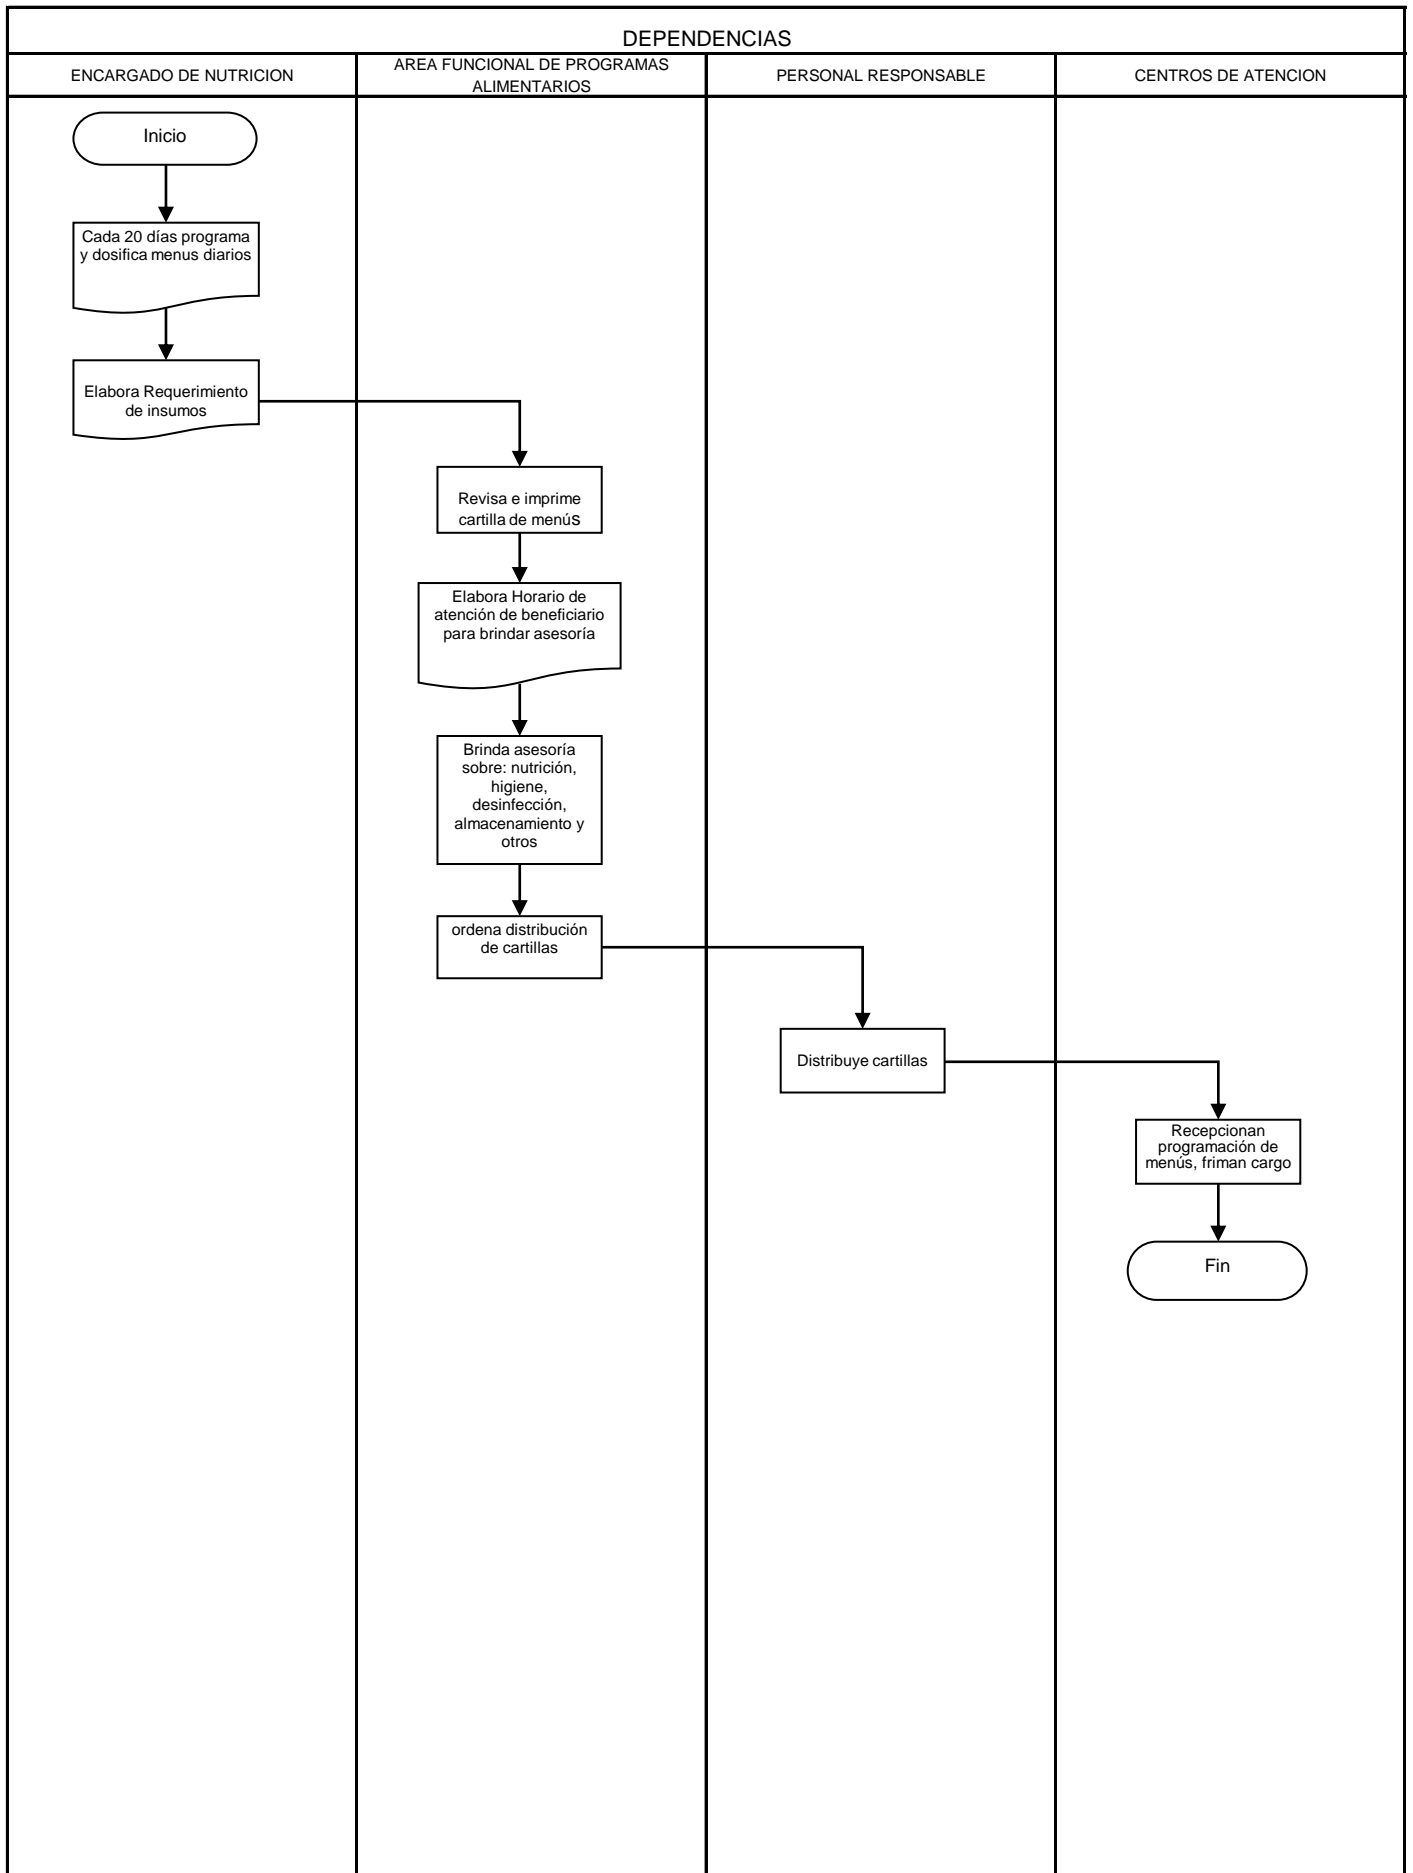 DEPENDENCIAS
ENCARGADO DE NUTRICION
AREA FUNCIONAL DE PROGRAMAS
ALIMENTARIOS
PERSONAL RESPONSABLE
CENTROS DE ATENCION
Inicio
Cada 20 días programa
y dosifica menus diarios
Elabora Requerimiento
de insumos
Revisa e imprime
cartilla de menús
Elabora Horario de
atención de beneficiario
para brindar asesoría
Brinda asesoría
sobre: nutrición,
higiene,
desinfección,
almacenamiento y
otros
ordena distribución
de cartillas
Distribuye cartillas
Recepcionan
programación de
menús, friman cargo
Fin